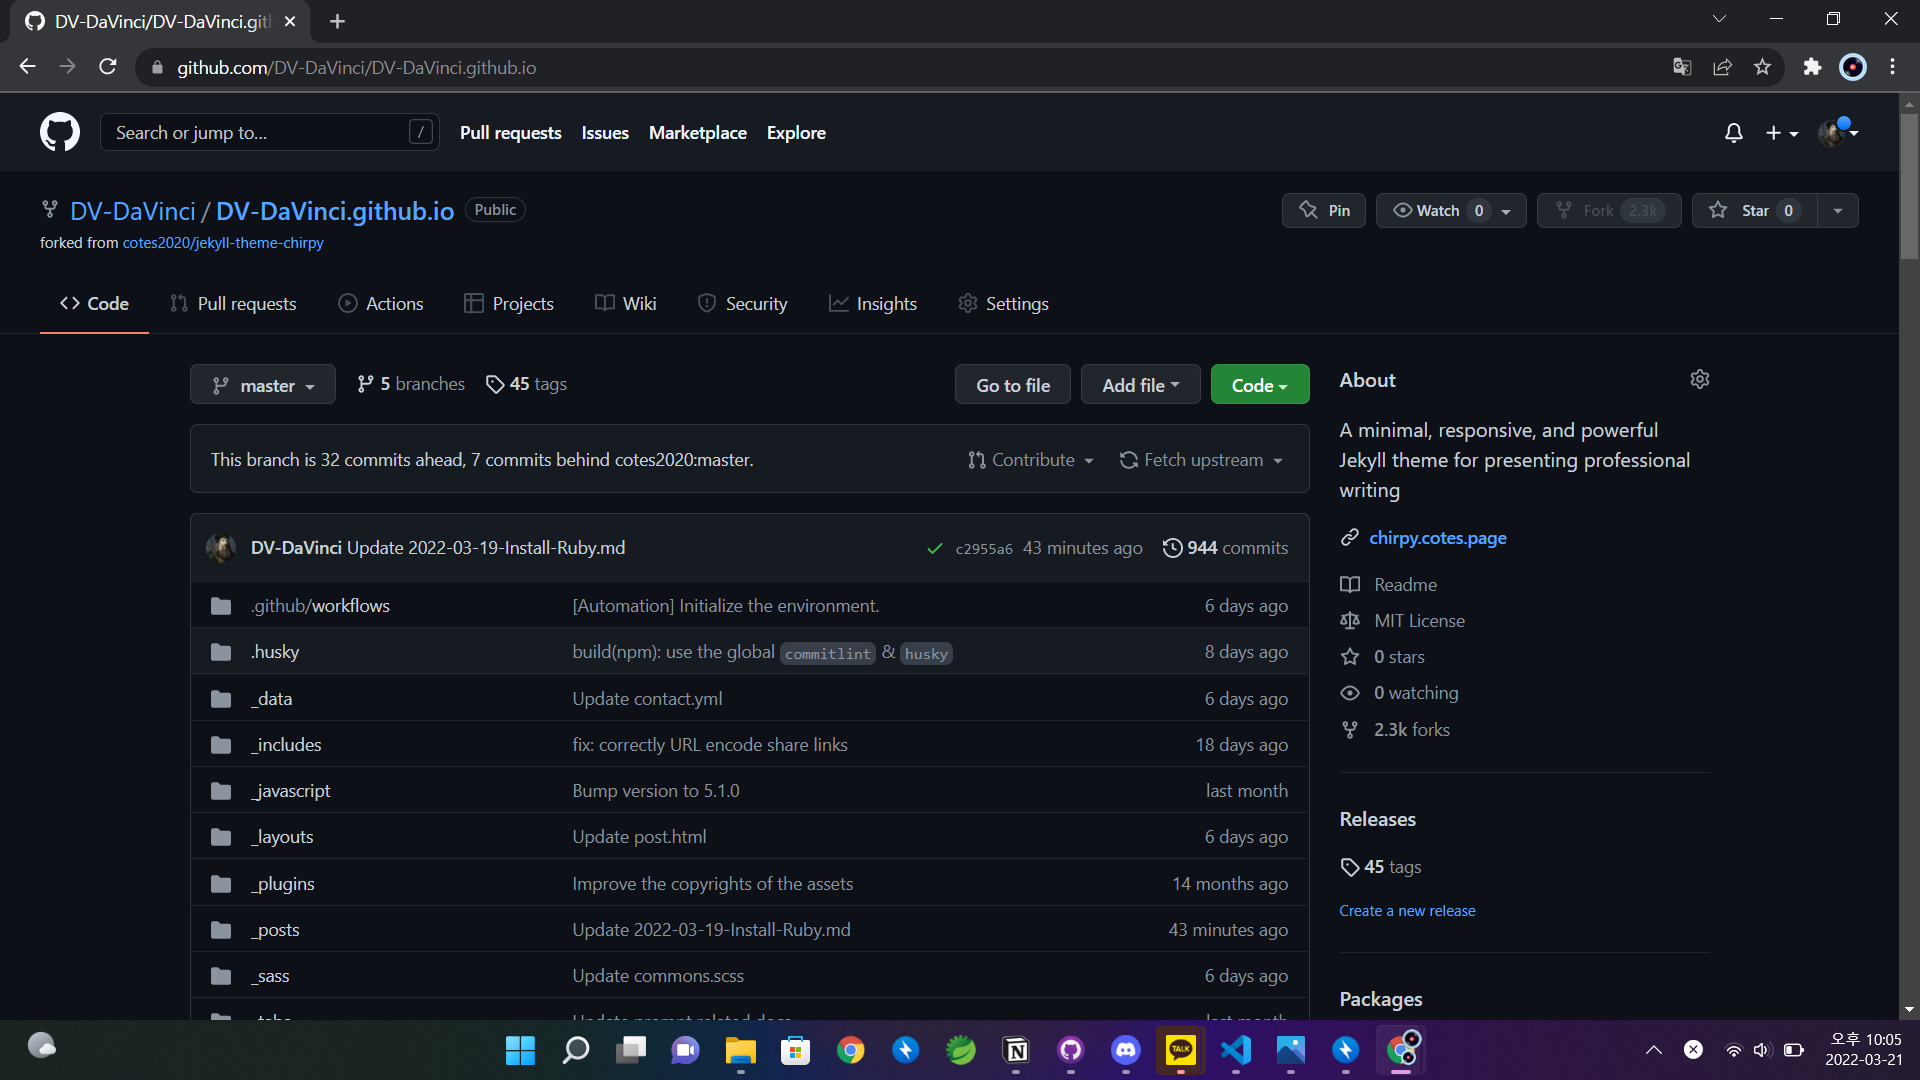 DV-DaVinci/DV-DaVinci.git
github.com/DV-DaVinci/DV-DaVinci.github.io
Search or jump to... /
Pull requests Issues Marketplace Explore
DV-DaVinci / DV-DaVinci.github.io Public
Pin Watch 0 Fork 2.3k Star 0
forked from cotes2020/jekyll-theme-chirpy
Code Pull requests Actions Projects Wiki Security Insights Settings
master 5 branches 45 tags Go to file Add file Code
This branch is 32 commits ahead, 7 commits behind cotes2020:master. Contribute Fetch upstream
DV-DaVinci Update 2022-03-19-Install-Ruby.md c2955a6 43 minutes ago 944 commits
.github/workflows [Automation] Initialize the environment. 6 days ago
.husky build(npm): use the global commitlint & husky 8 days ago
_data Update contact.yml 6 days ago
_includes fix: correctly URL encode share links 18 days ago
_javascript Bump version to 5.1.0 last month
_layouts Update post.html 6 days ago
_plugins Improve the copyrights of the assets 14 months ago
_posts Update 2022-03-19-Install-Ruby.md 43 minutes ago
_sass Update commons.scss 6 days ago
_tabs Update prompt related docs last month
About
A minimal, responsive, and powerful
Jekyll theme for presenting professional
writing
chirpy.cotes.page
Readme
MIT License
0 stars
0 watching
2.3k forks
Releases
45 tags
Create a new release
Packages
TALK
오후 10:05
2022-03-21